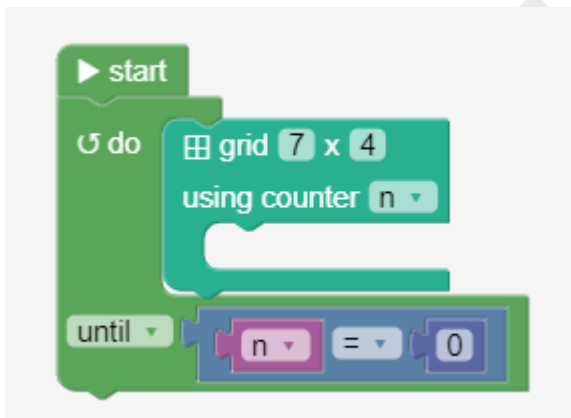 start
do grid 7 x 4
using counter n
until n = 0